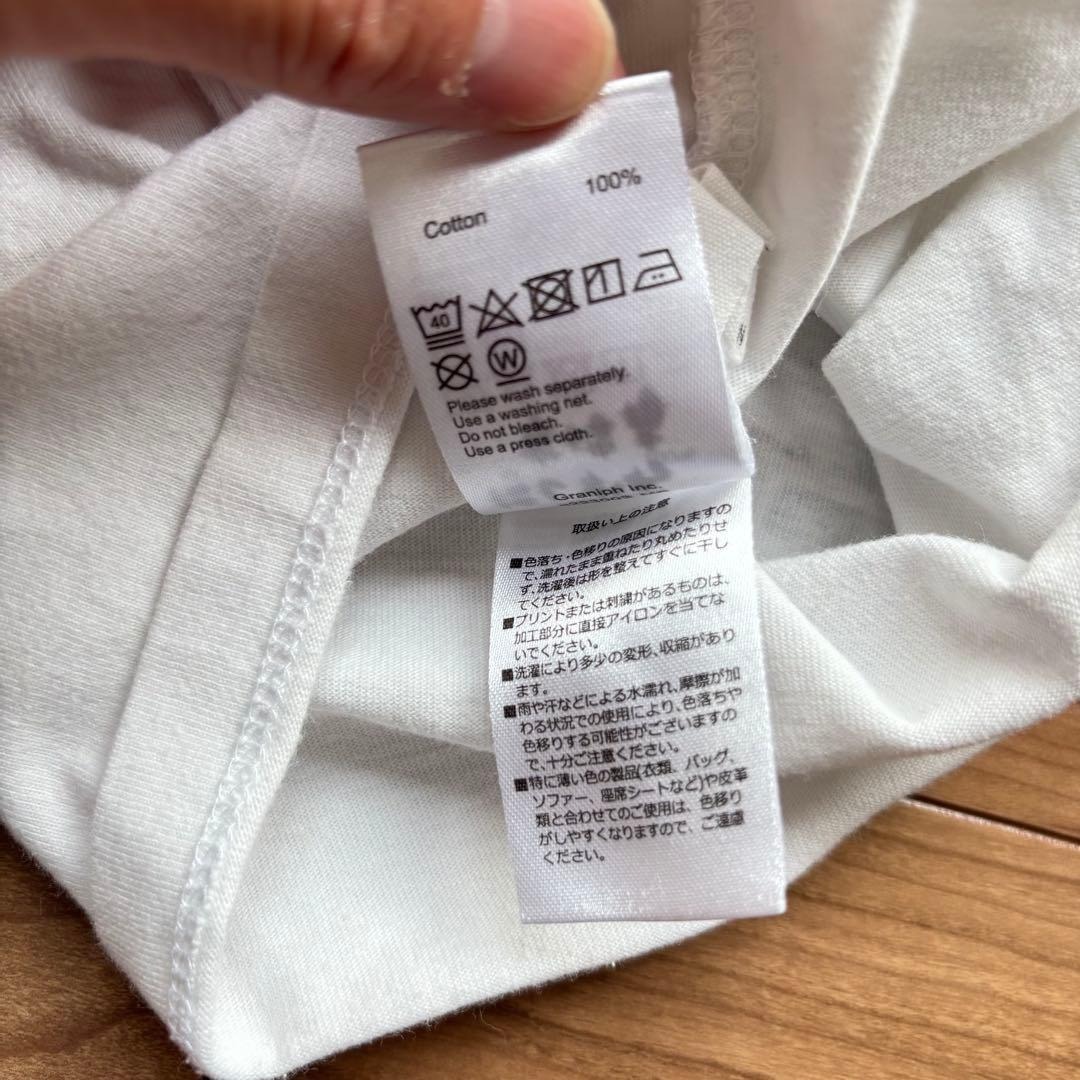 100%
Cotton
40
W
Please wash separately.
Use a washing net.
Do not bleach.
Use a press cloth.
Graniph Inc.
取扱い上の注意
■色落ち・色移りの原因になりますの
で、濡れたまま重ねたり丸めたりせ
ず、洗濯後は形を整えてすぐに干し
てください。
■プリントまたは刺繍があるものは、
加工部分に直接アイロンを当てな
いでください。
■洗濯により多少の変形、収縮があり
ます。
■雨や汗などによる水濡れ、摩擦が加
わる状況での使用により、色落ちや
色移りする可能性がございますの
で、十分ご注意ください。
■特に薄い色の製品(衣類、バッグ、
ソファー、座席シートなど)や皮革
類と合わせてのご使用は、色移り
がしやすくなりますので、ご遠慮
ください。